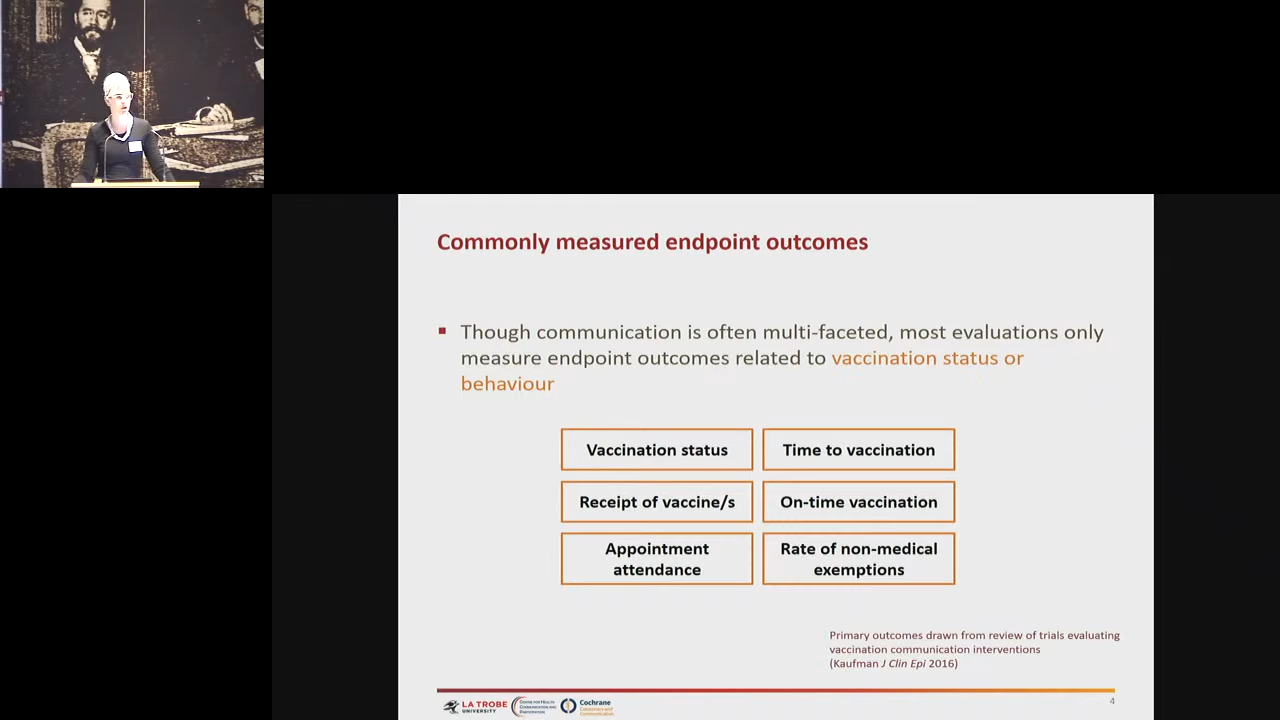 Commonly measured endpoint outcomes
▪ Though communication is often multi-faceted, most evaluations only
measure endpoint outcomes related to vaccination status or
behaviour
Vaccination status
Time to vaccination
Receipt of vaccine/s
On-time vaccination
Appointment
attendance
Rate of non-medical
exemptions
Primary outcomes drawn from review of trials evaluating
vaccination communication interventions
(Kaufman J Clin Epi 2016)
LA TROBE
UNIVERSITY
CENTRE FOR HEALTH
COMMUNICATION AND
PARTICIPATION
Cochrane
Consumers and
Communication
4